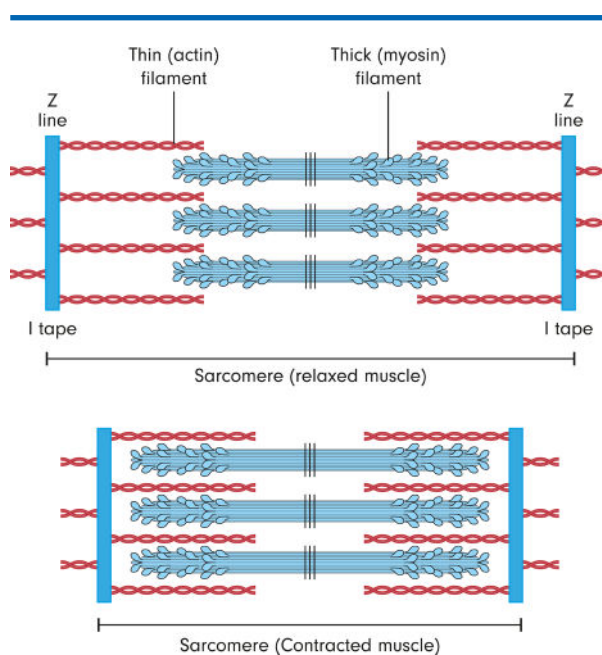 Thin (actin)
filament
Thick (myosin)
filament
Z
line
Z
line
I tape
I tape
Sarcomere (relaxed muscle)
Sarcomere (Contracted muscle)